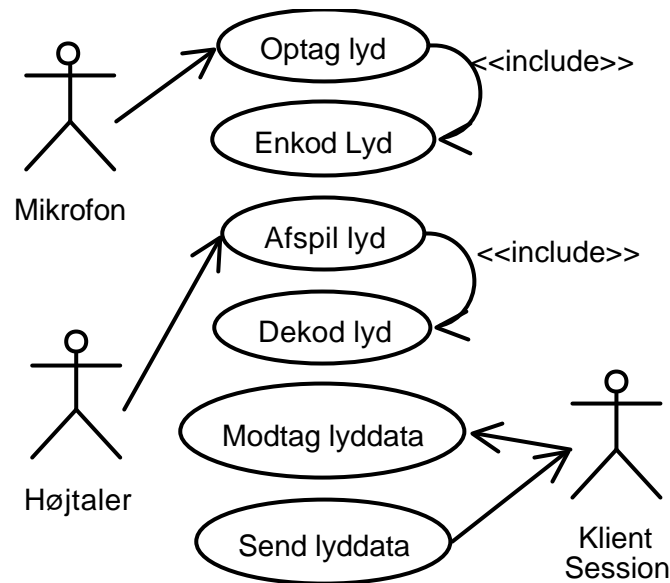 Optag lyd
<<include>>
Enkod Lyd
Mikrofon
Afspil lyd
<<include>>
Dekod lyd
Modtag lyddata
Højtaler
Send lyddata
Klient
Session